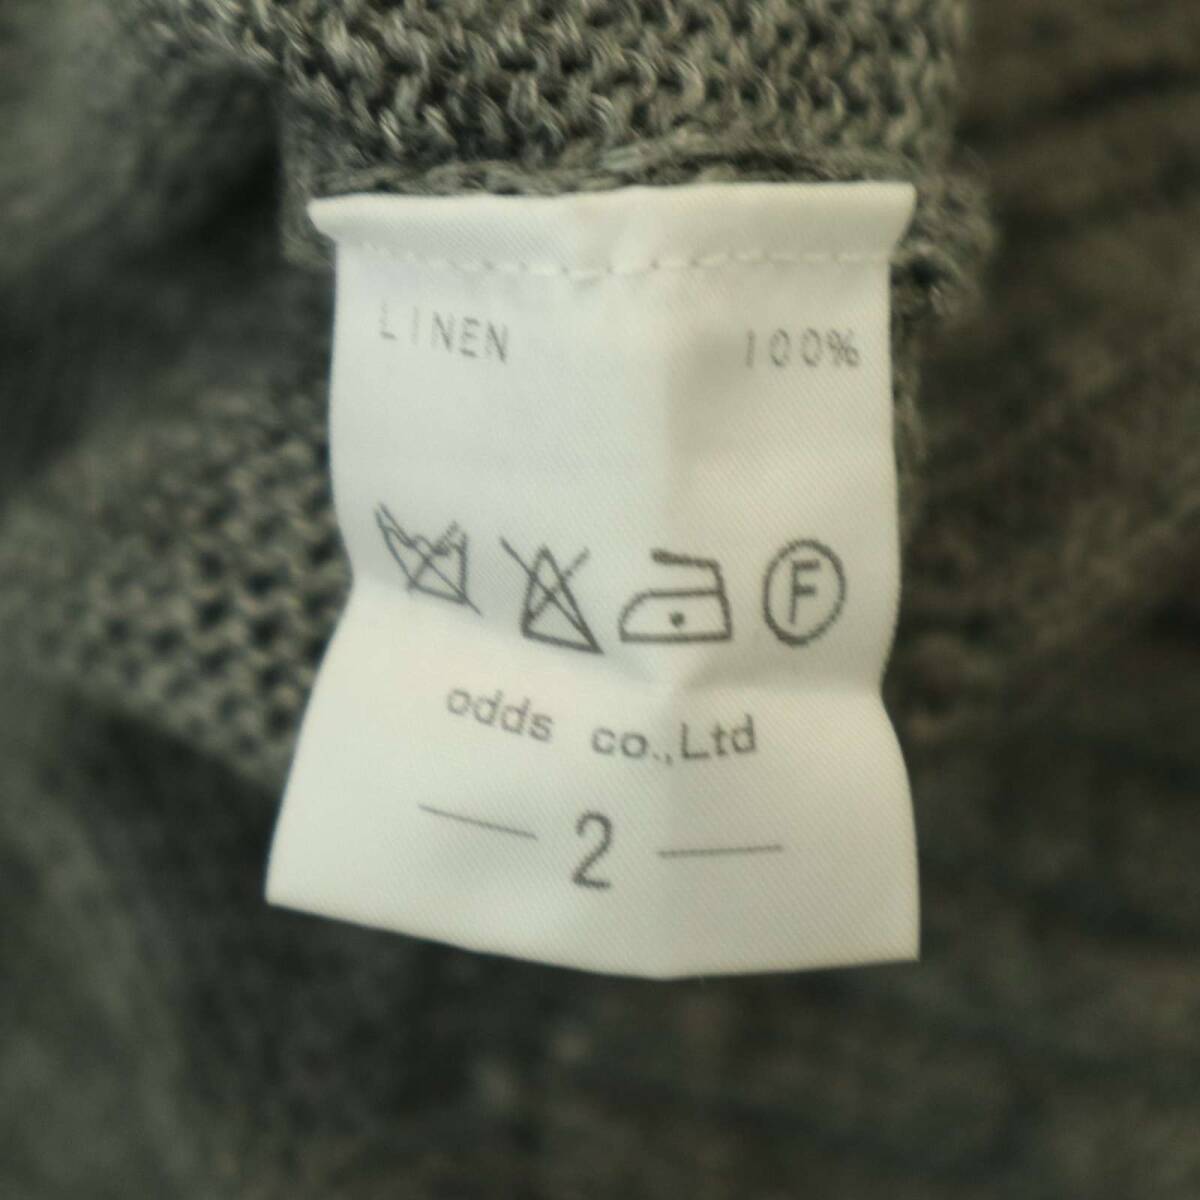 LINEN 100%
F
odds co.,Ltd
2